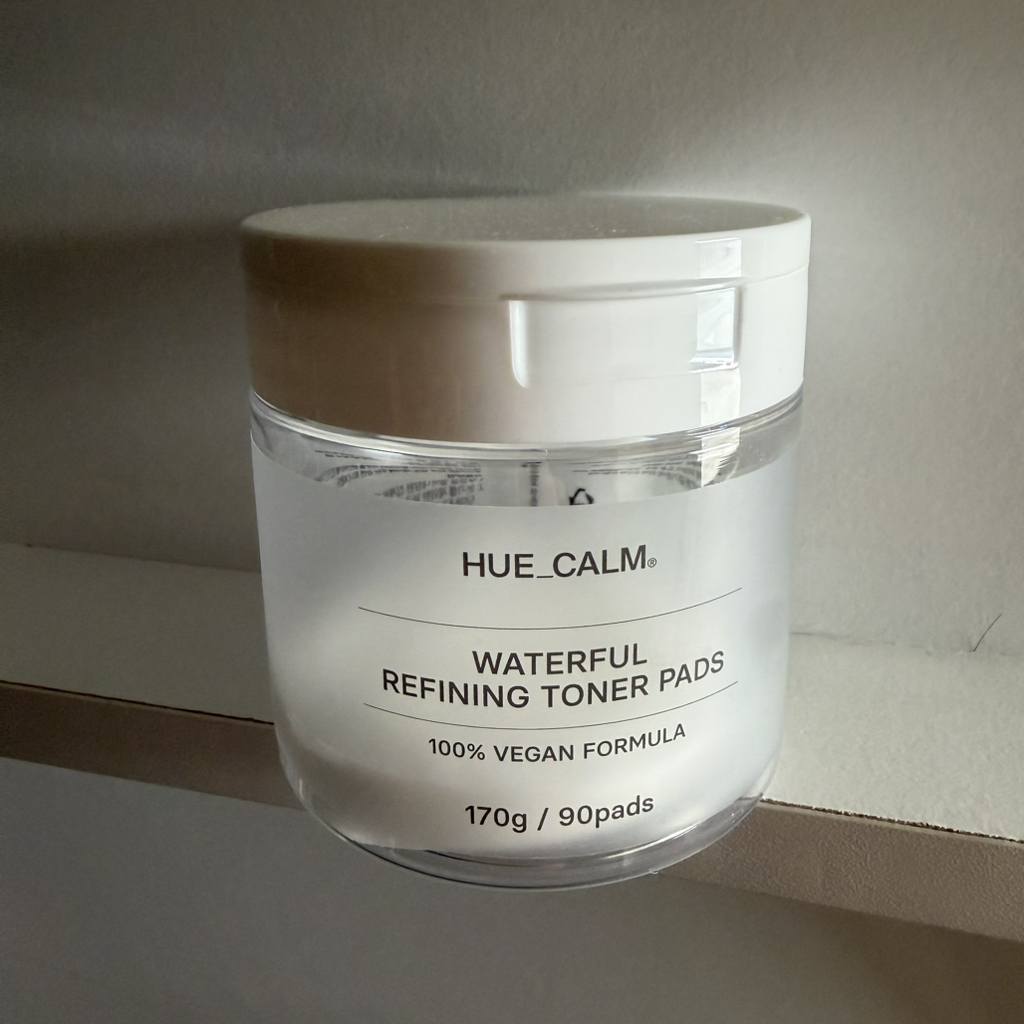 HUE_CALM®
WATERFUL
REFINING TONER PADS
100% VEGAN FORMULA
170g / 90pads